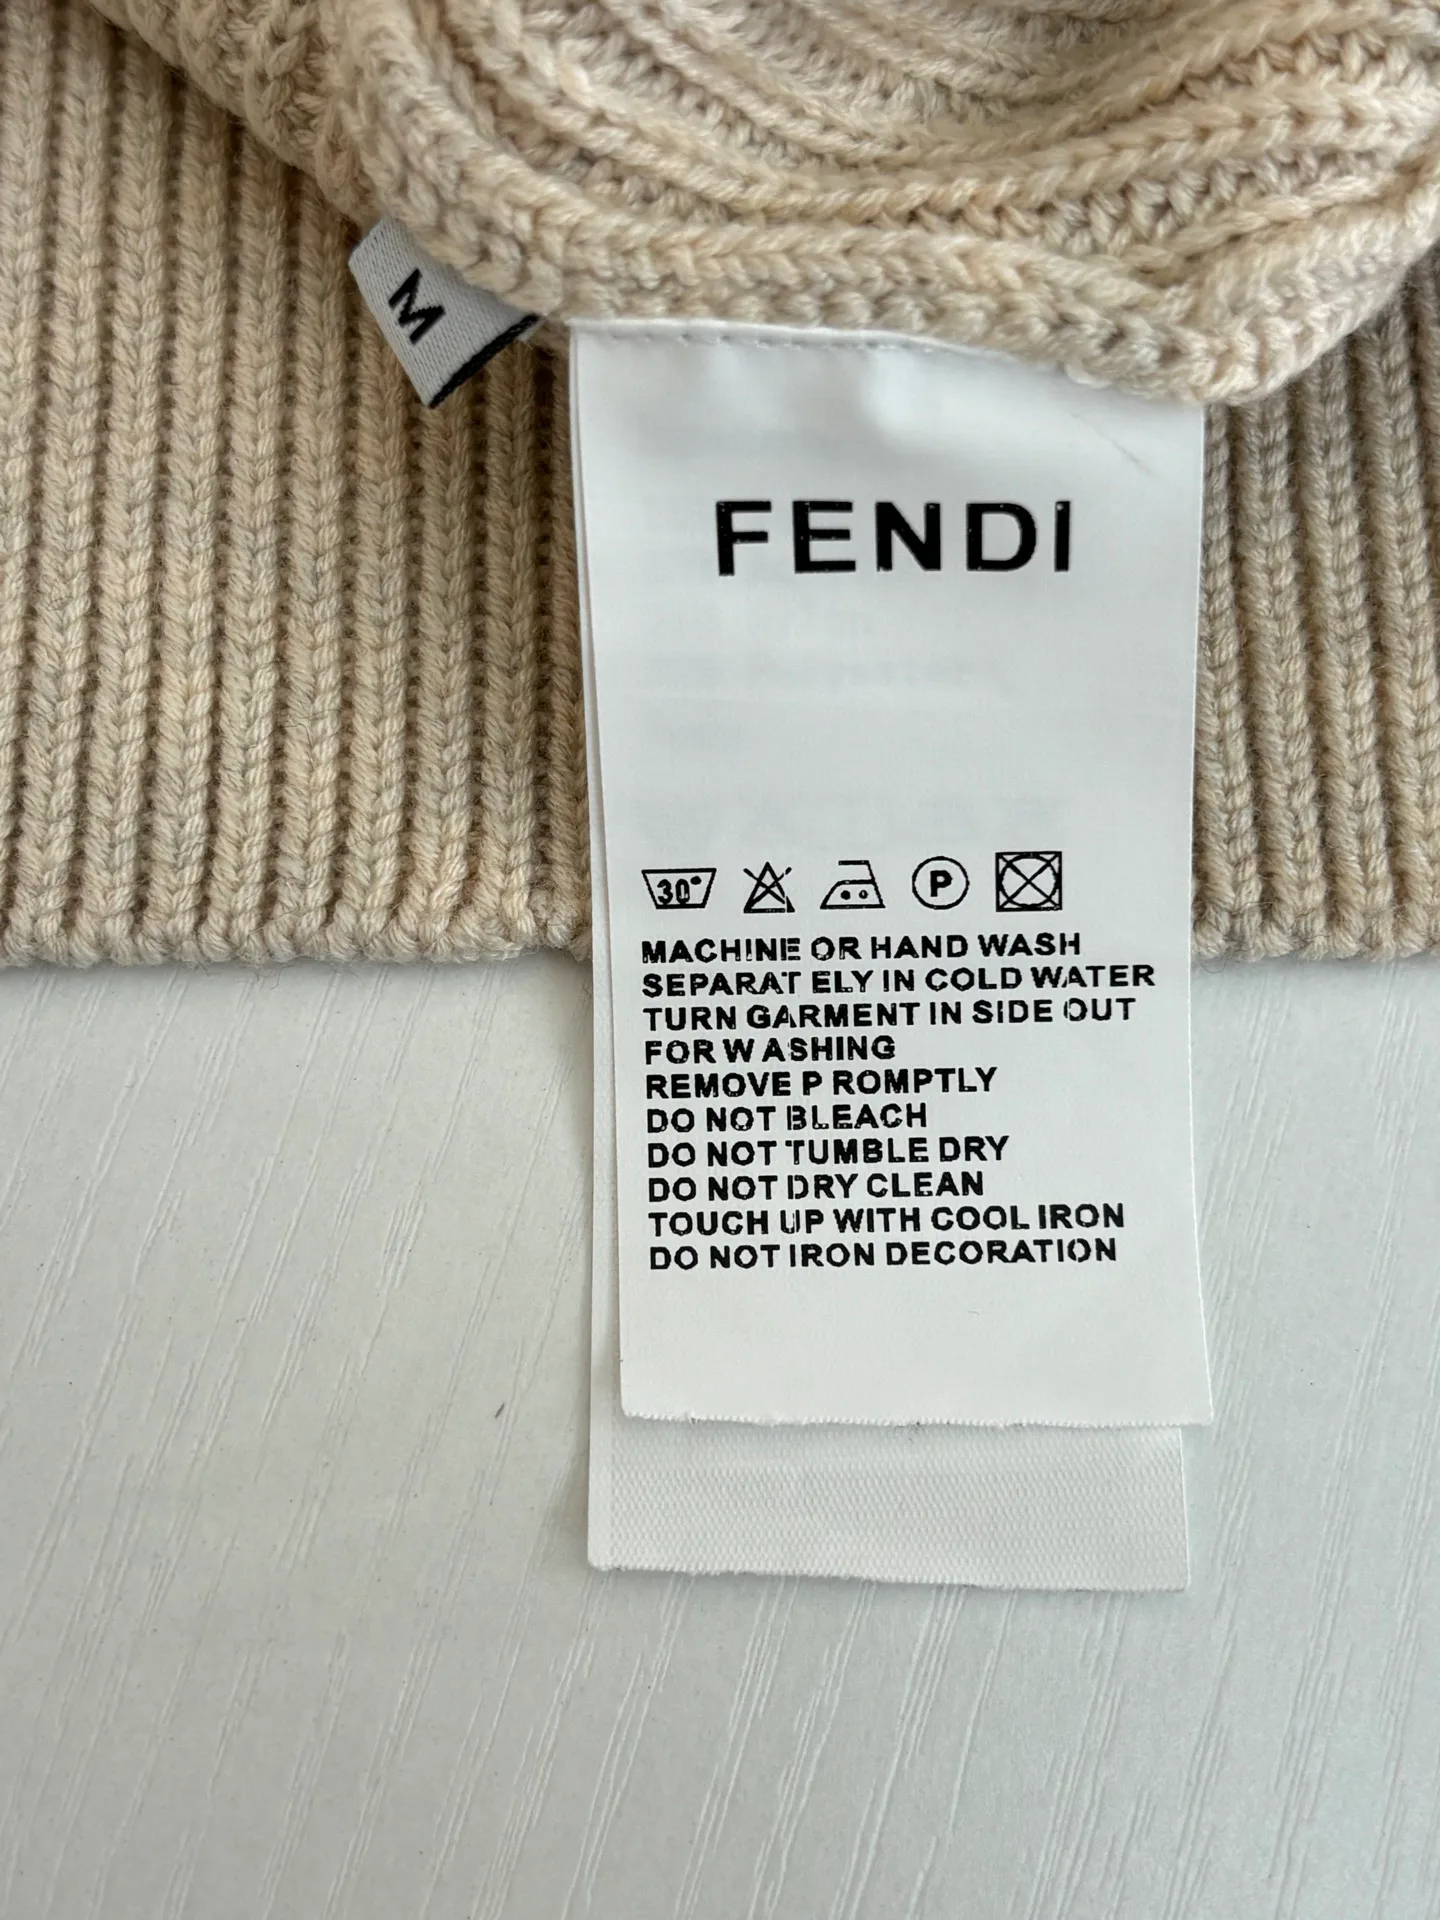 M
FENDI
30° P
MACHINE OR HAND WASH
SEPARAT ELY IN COLD WATER
TURN GARMENT IN SIDE OUT
FOR W ASHING
REMOVE P ROMPTLY
DO NOT BLEACH
DO NOT TUMBLE DRY
DO NOT DRY CLEAN
TOUCH UP WITH COOL IRON
DO NOT IRON DECORATION